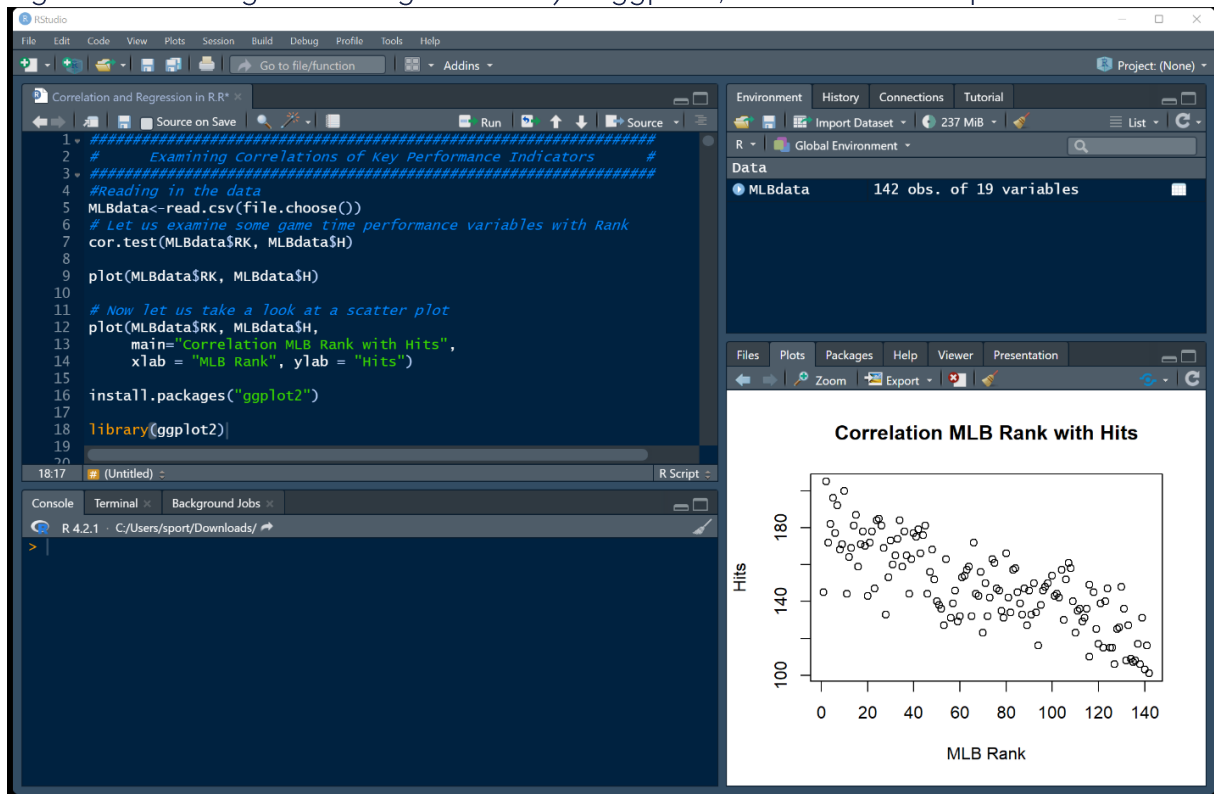 RStudio
File Edit Code View Plots Session Build Debug Profile Tools Help
Go to file/function Addins Project: (None)
Correlation and Regression in R.R*
Source on Save Run Source
1 ####################################################################
2 # Examining Correlations of Key Performance Indicators #
3 ####################################################################
4 #Reading in the data
5 MLBdata<-read.csv(file.choose())
6 # Let us examine some game time performance variables with Rank
7 cor.test(MLBdata$RK, MLBdata$H)
8
9 plot(MLBdata$RK, MLBdata$H)
10
11 # Now let us take a look at a scatter plot
12 plot(MLBdata$RK, MLBdata$H,
13 main="Correlation MLB Rank with Hits",
14 xlab = "MLB Rank", ylab = "Hits")
15
16 install.packages("ggplot2")
17
18 library(ggplot2)
19
20
18:17 # (Untitled) R Script
Console Terminal Background Jobs
R 4.2.1 · C:/Users/sport/Downloads/
>
Environment History Connections Tutorial
Import Dataset 237 MiB List
R Global Environment
Data
MLBdata 142 obs. of 19 variables
Files Plots Packages Help Viewer Presentation
Zoom Export
Correlation MLB Rank with Hits
Hits
180
140
100
0 20 40 60 80 100 120 140
MLB Rank